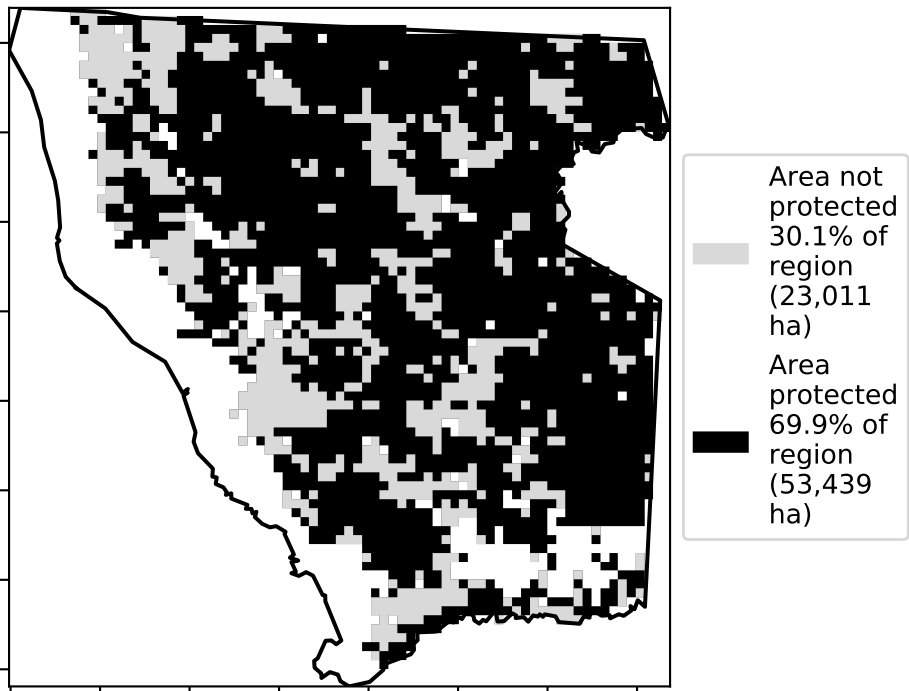 Area not
protected
30.1% of
region
(23,011
ha)
Area
protected
69.9% of
region
(53,439
ha)